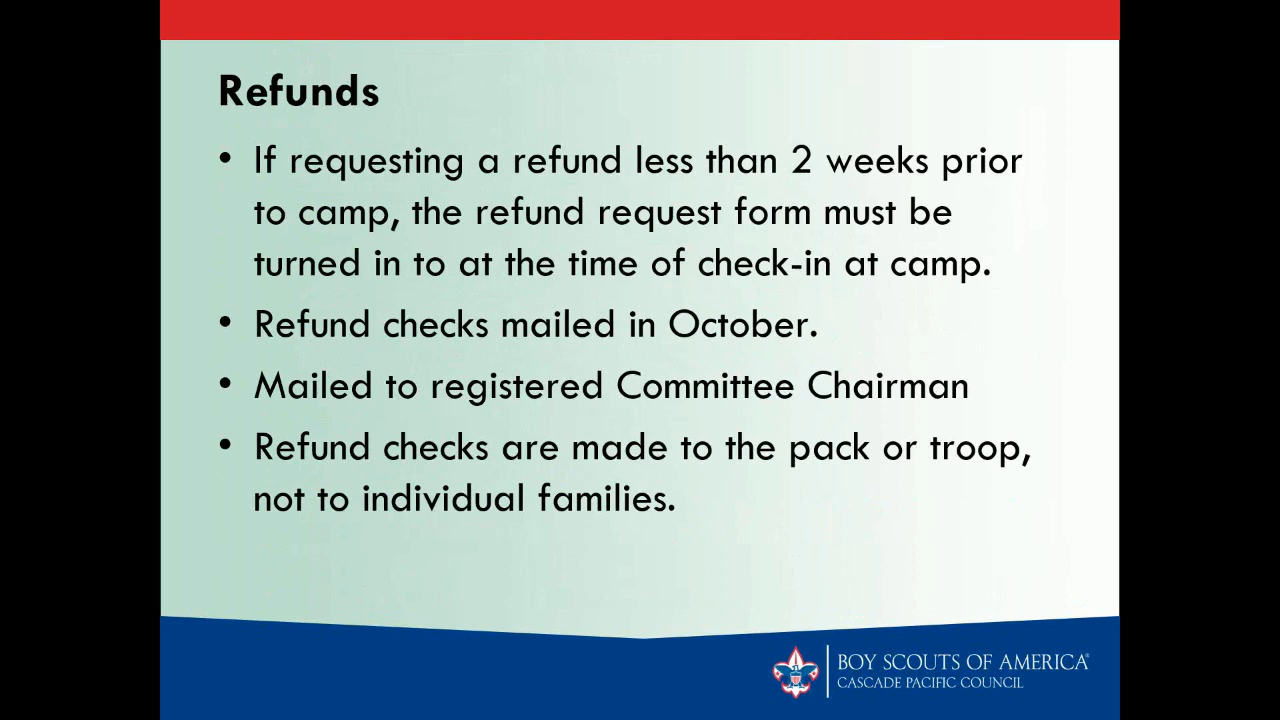 Refunds
• If requesting a refund less than 2 weeks prior
to camp, the refund request form must be
turned in to at the time of check-in at camp.
• Refund checks mailed in October.
• Mailed to registered Committee Chairman
• Refund checks are made to the pack or troop,
not to individual families.
BOY SCOUTS OF AMERICA®
CASCADE PACIFIC COUNCIL